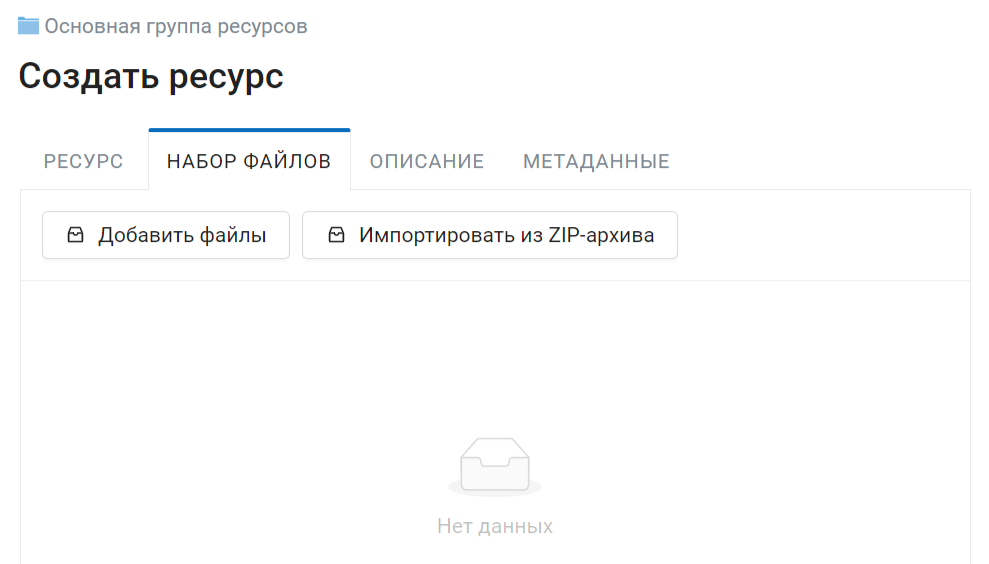 Основная группа ресурсов
Создать ресурс
РЕСУРС НАБОР ФАЙЛОВ ОПИСАНИЕ МЕТАДАННЫЕ
Добавить файлы Импортировать из ZIP-архива
Нет данных